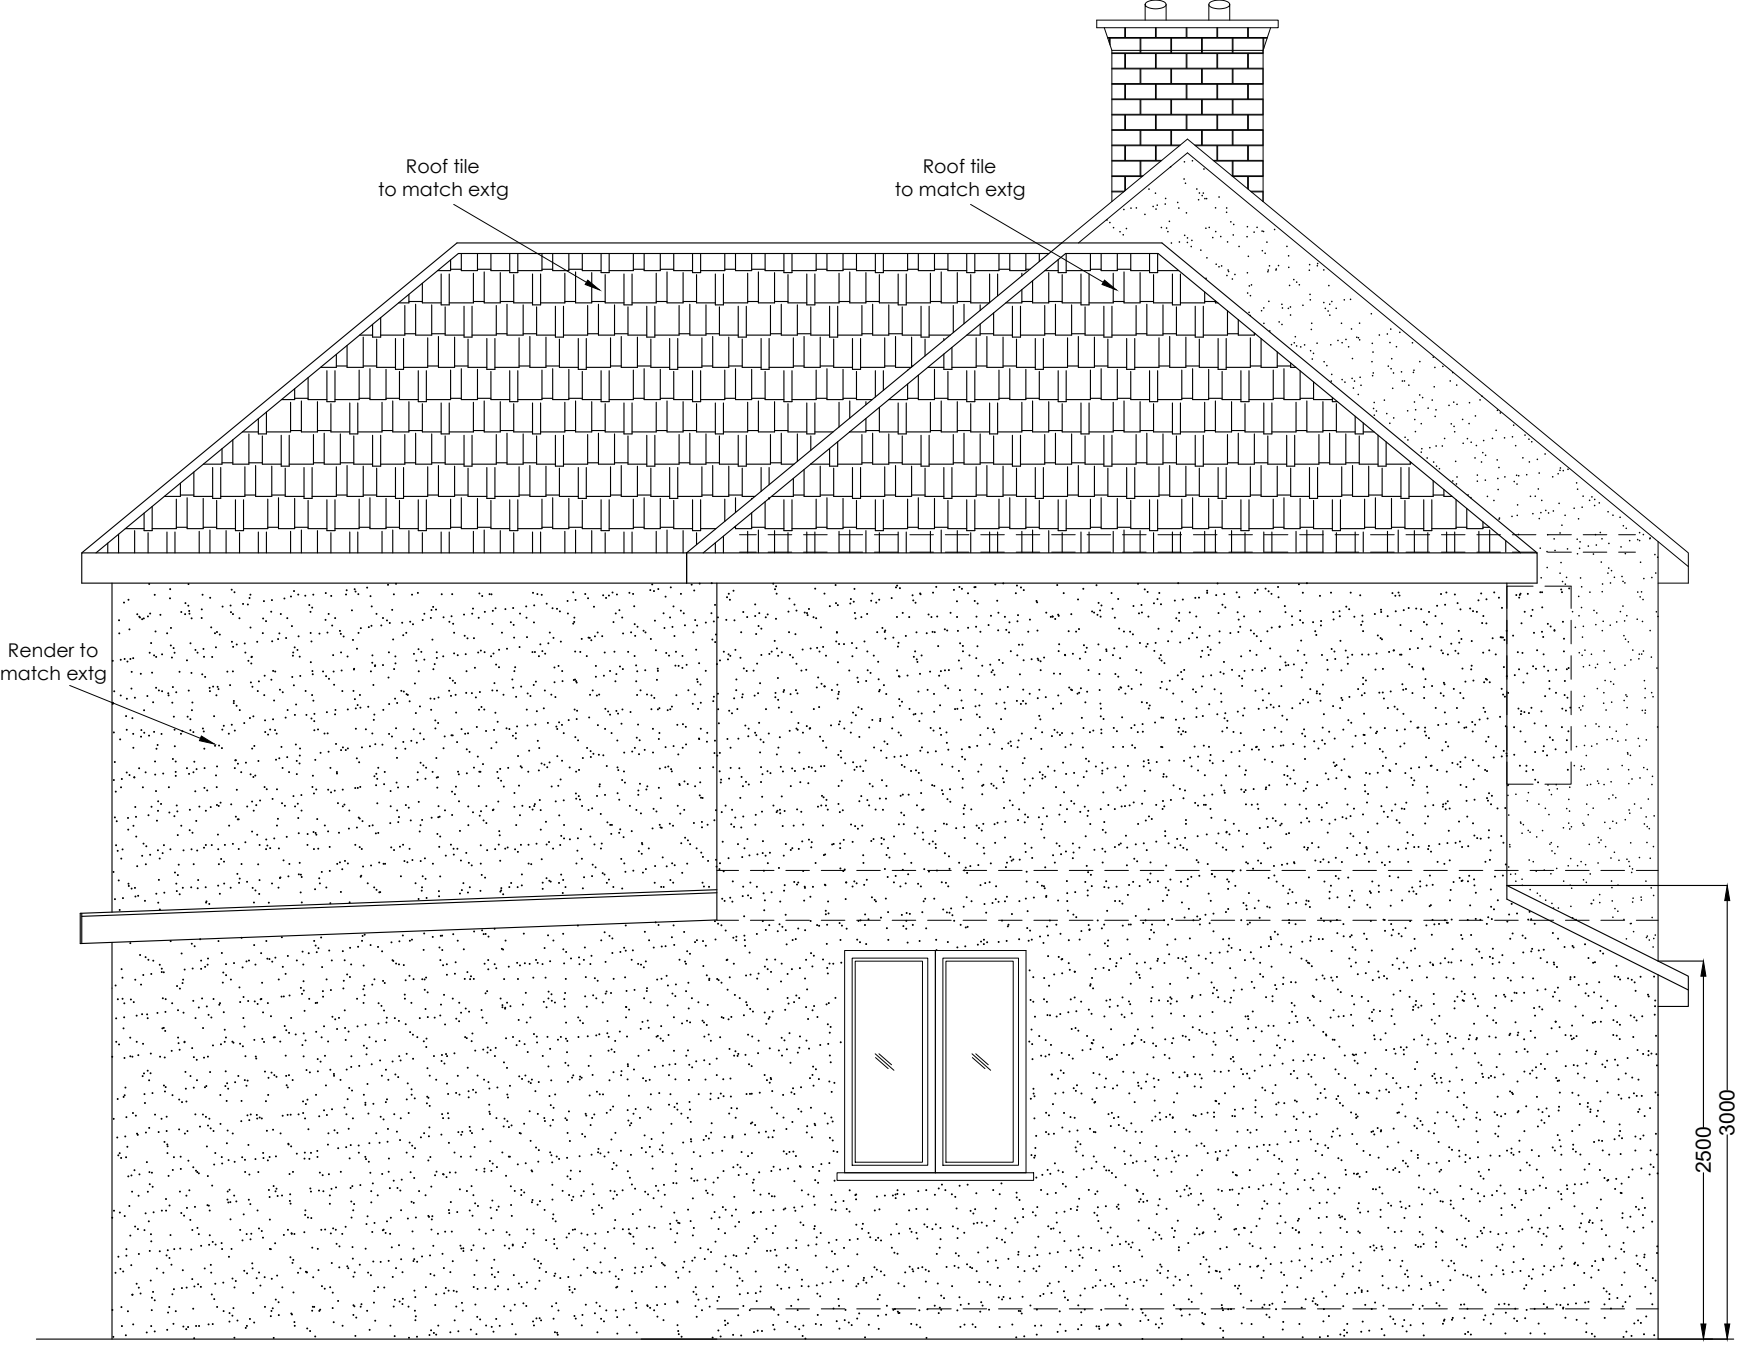 Roof tile
to match extg
Roof tile
to match extg
Render to
match extg
3000
2500